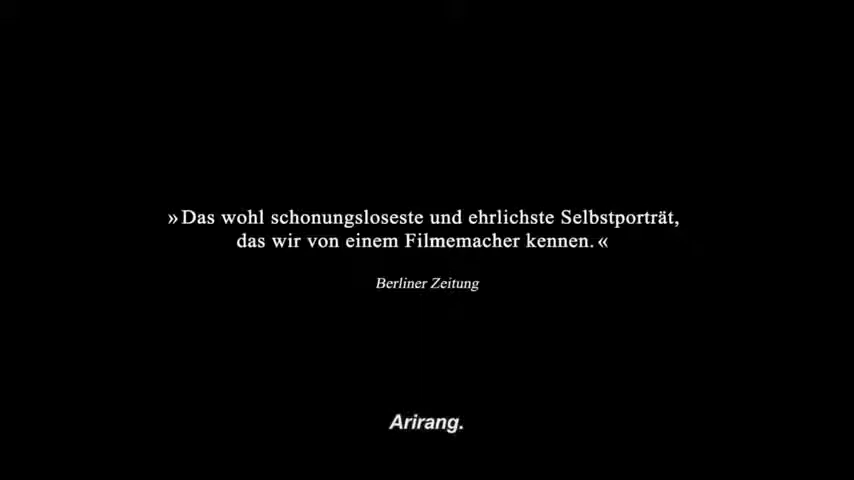 »Das wohl schonungsloseste und ehrlichste Selbstporträt,
das wir von einem Filmemacher kennen.«
Berliner Zeitung
Arirang.